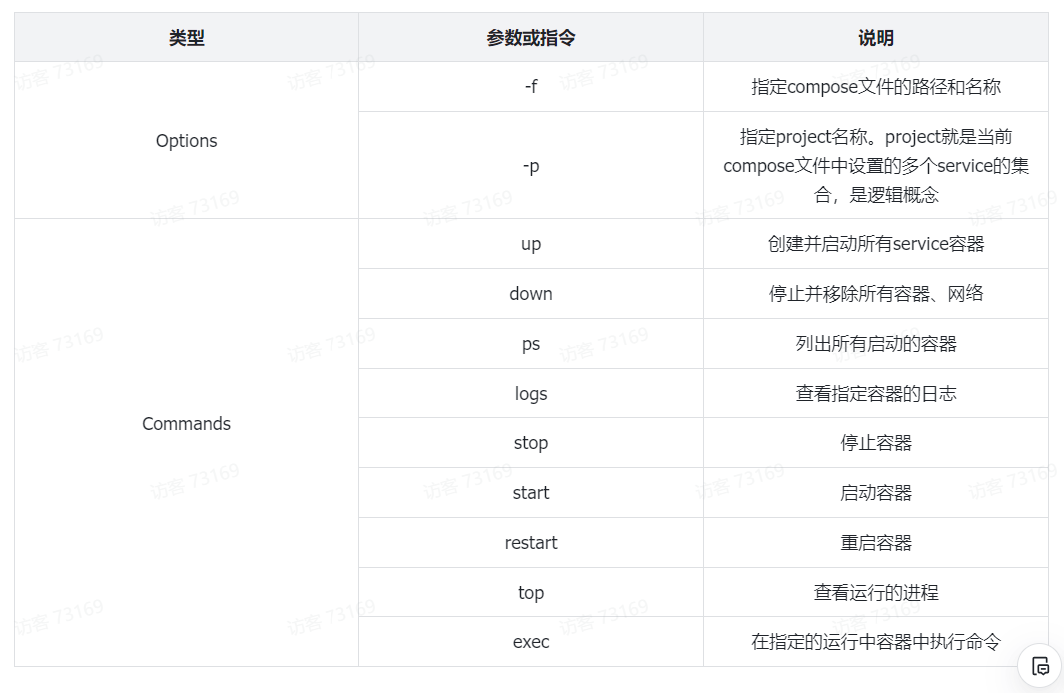 类型
参数或指令
说明
Options
-f
指定compose文件的路径和名称
-p
指定project名称。project就是当前
compose文件中设置的多个service的集
合，是逻辑概念
Commands
up
创建并启动所有service容器
down
停止并移除所有容器、网络
ps
列出所有启动的容器
logs
查看指定容器的日志
stop
停止容器
start
启动容器
restart
重启容器
top
查看运行的进程
exec
在指定的运行中容器中执行命令
访客 73169